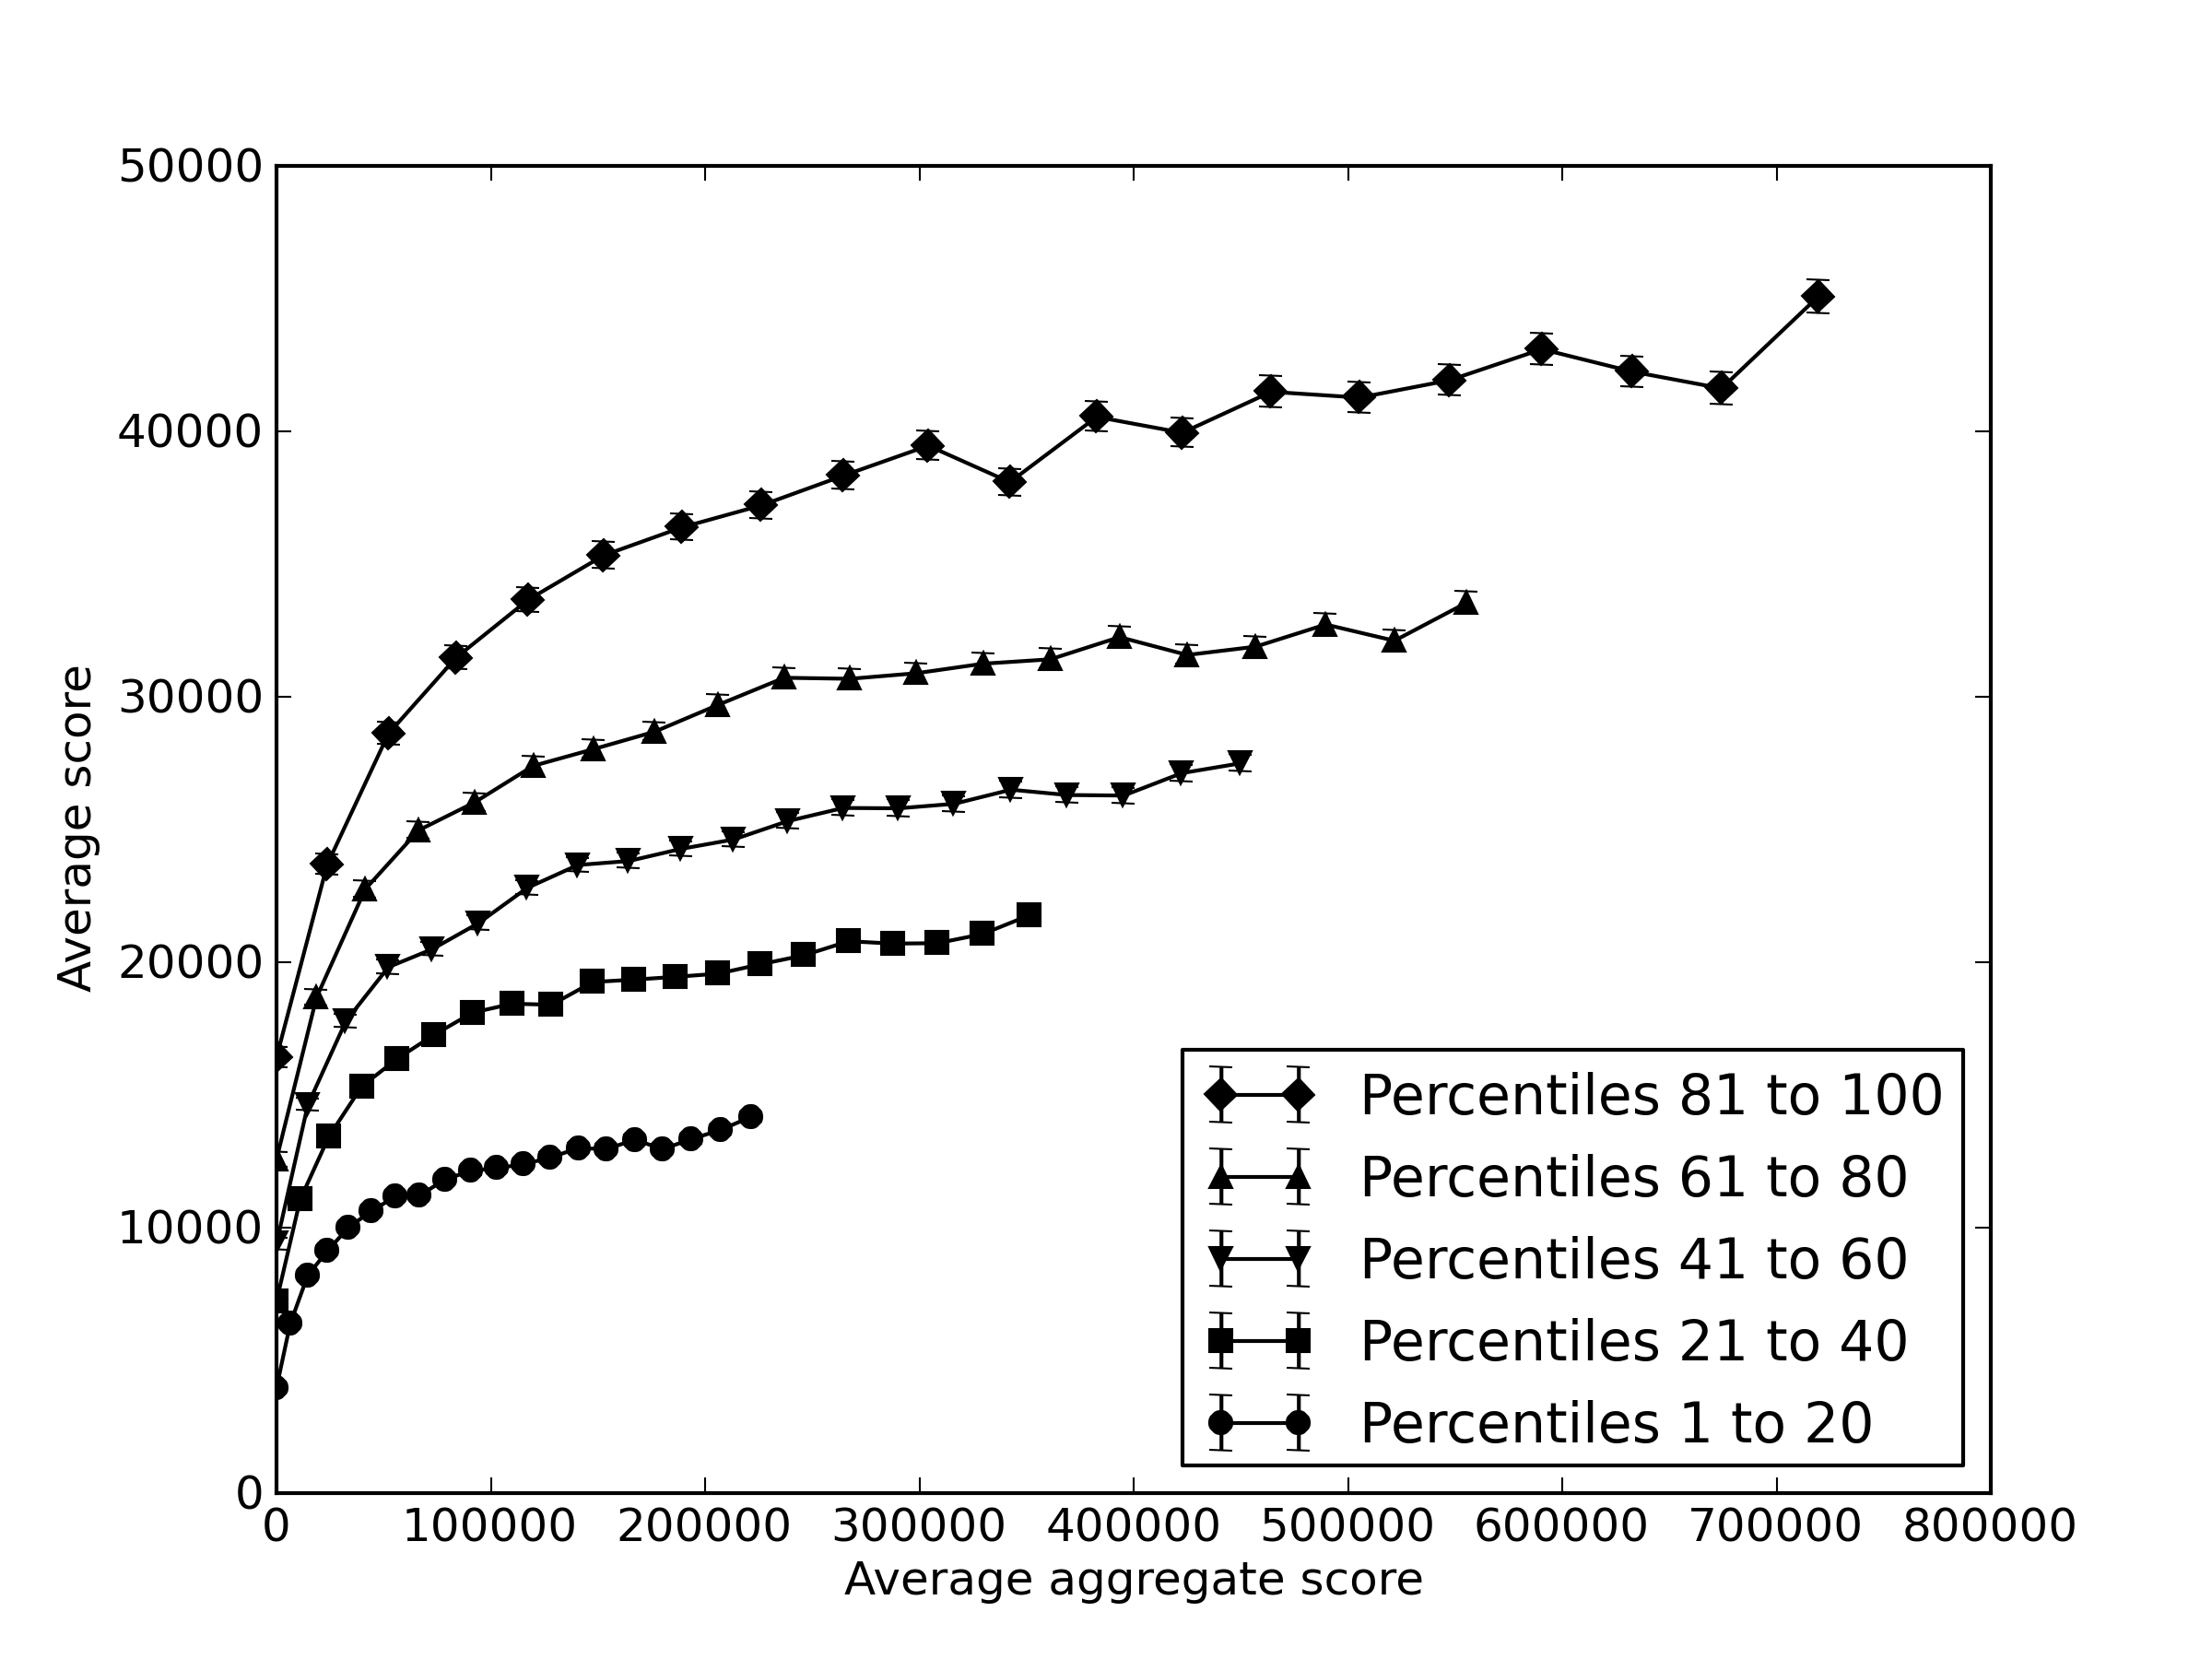 50000
40000
30000
20000
10000
0
Average score
0 100000 200000 300000 400000 500000 600000 700000 800000
Average aggregate score
Percentiles 81 to 100
Percentiles 61 to 80
Percentiles 41 to 60
Percentiles 21 to 40
Percentiles 1 to 20